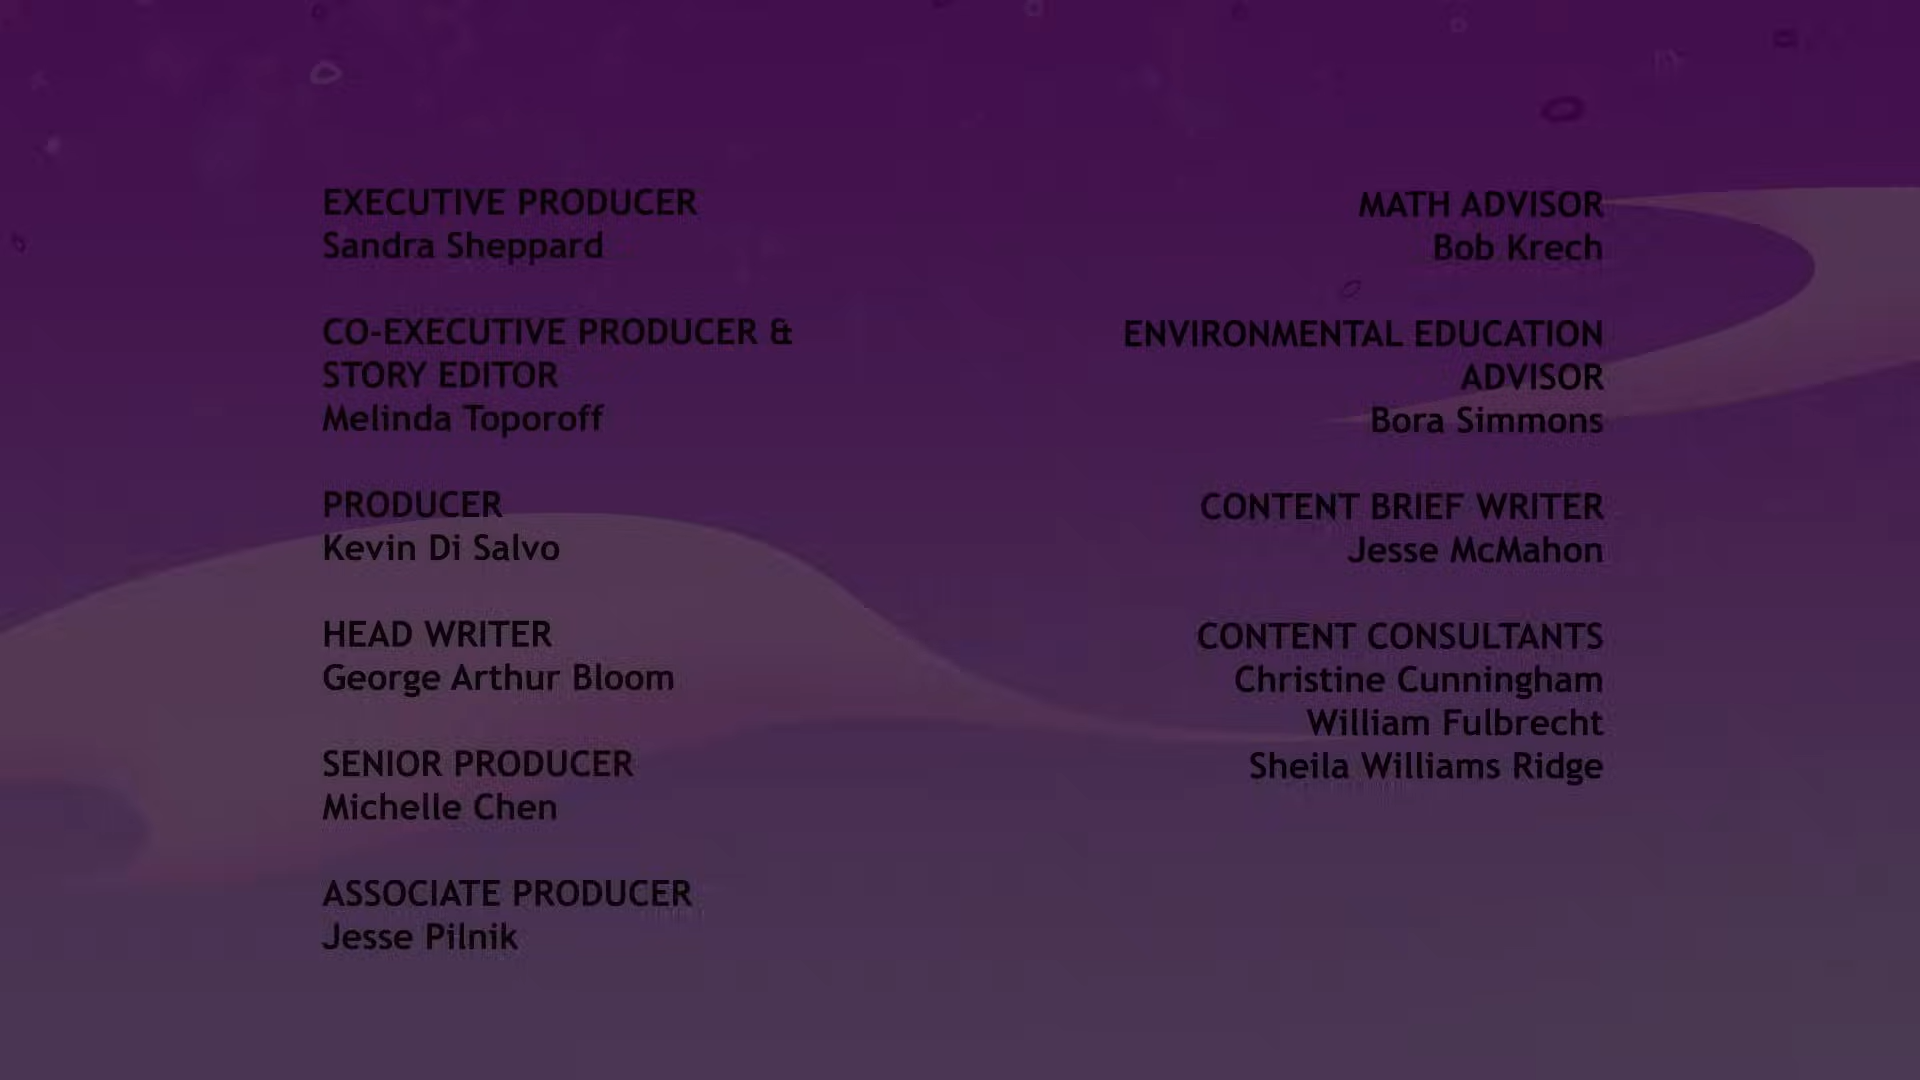 EXECUTIVE PRODUCER
Sandra Sheppard
CO-EXECUTIVE PRODUCER &
STORY EDITOR
Melinda Toporoff
PRODUCER
Kevin Di Salvo
HEAD WRITER
George Arthur Bloom
SENIOR PRODUCER
Michelle Chen
ASSOCIATE PRODUCER
Jesse Pilnik
MATH ADVISOR
Bob Krech
ENVIRONMENTAL EDUCATION
ADVISOR
Bora Simmons
CONTENT BRIEF WRITER
Jesse McMahon
CONTENT CONSULTANTS
Christine Cunningham
William Fulbrecht
Sheila Williams Ridge